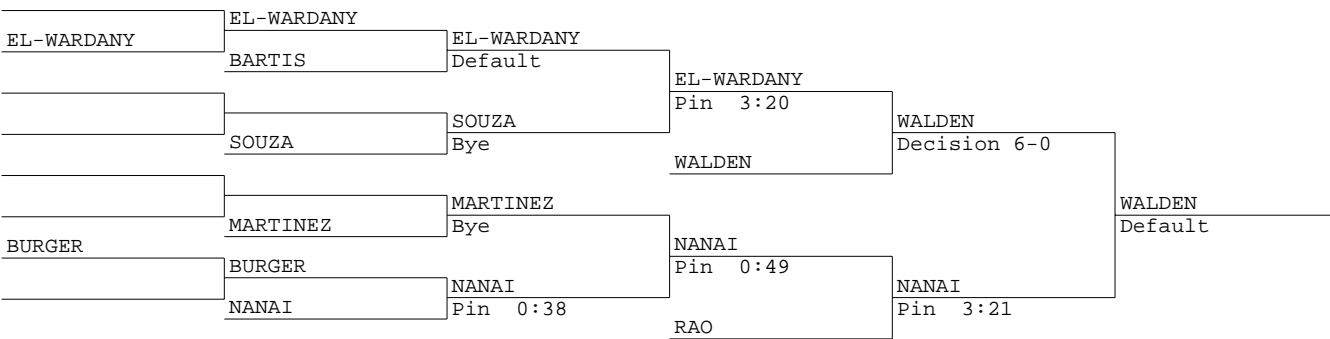 EL-WARDANY
EL-WARDANY
BARTIS
EL-WARDANY
Default
SOUZA
SOUZA
Bye
EL-WARDANY
Pin 3:20
WALDEN
WALDEN
Decision 6-0
MARTINEZ
MARTINEZ
Bye
BURGER
BURGER
NANAI
NANAI
Pin 0:38
NANAI
Pin 0:49
RAO
NANAI
Pin 3:21
WALDEN
Default